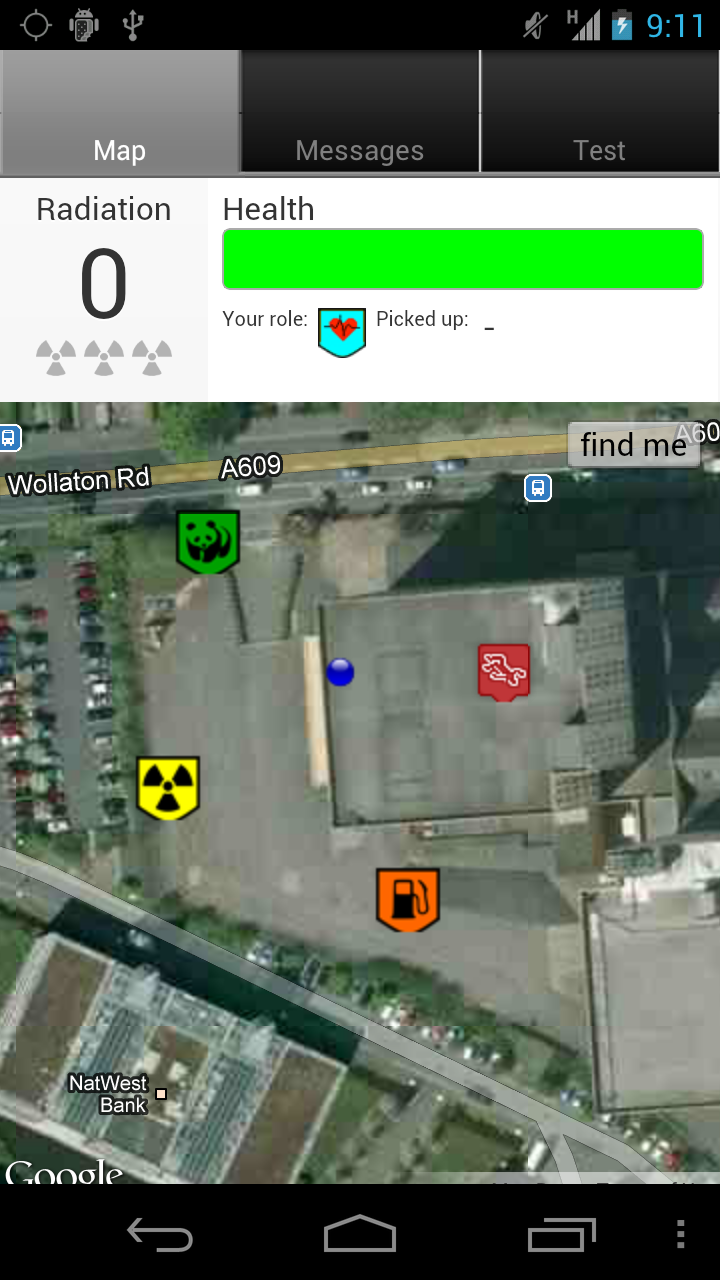 H
9:11
Map
Messages
Test
Radiation
Health
0
Your role:
Picked up:
-
find me
A60
A609
Wollaton Rd
NatWest
Bank
Google